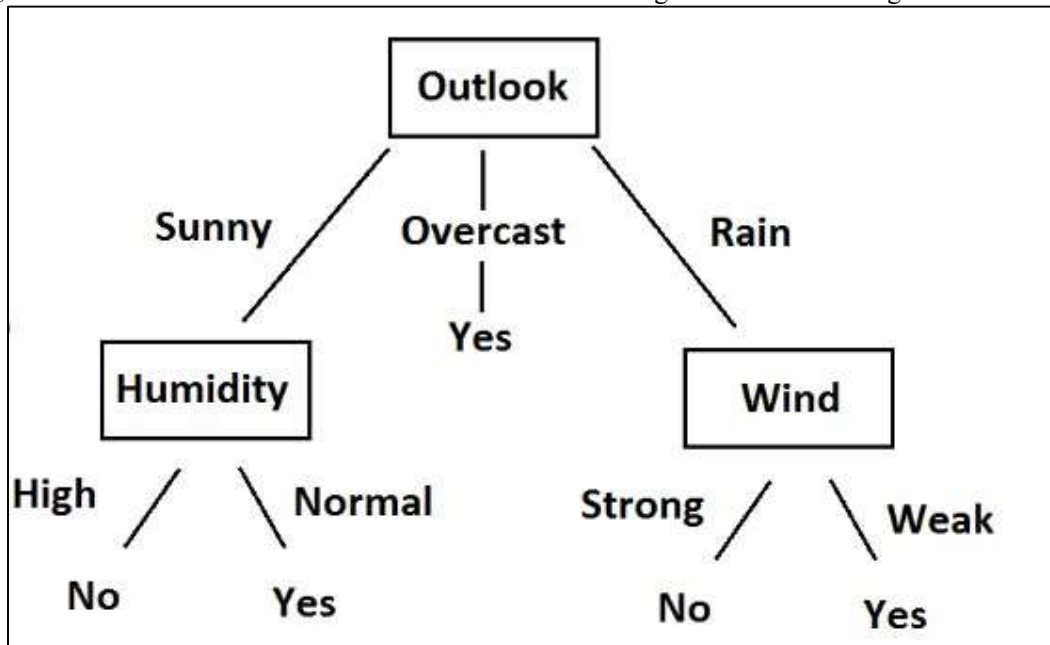 Outlook
Sunny
Overcast
Rain
Yes
Humidity
Wind
High
Normal
Strong
Weak
No
Yes
No
Yes